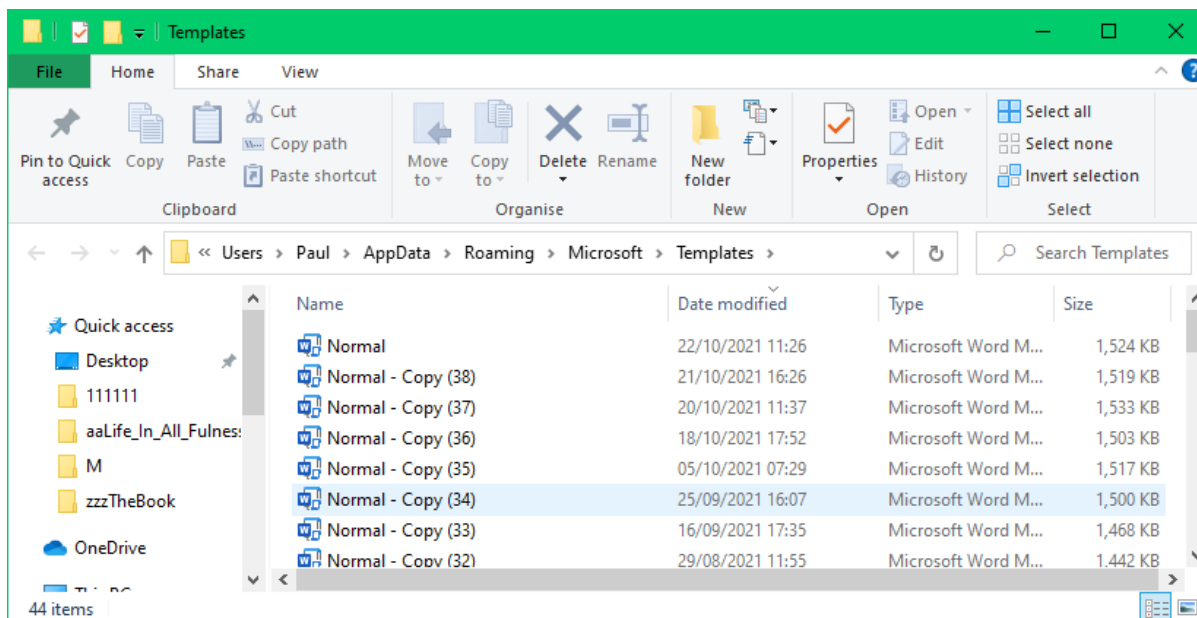 Templates
File Home Share View
Pin to Quick access
Copy
Paste
Cut
Copy path
Paste shortcut
Clipboard
Move to
Copy to
Delete
Rename
Organise
New folder
New
Properties
Open
Edit
History
Open
Select all
Select none
Invert selection
Select
« Users > Paul > AppData > Roaming > Microsoft > Templates >
Search Templates
Quick access
Desktop
111111
aaLife_In_All_Fulness
M
zzzTheBook
OneDrive
This PC
Name Date modified Type Size
Normal 22/10/2021 11:26 Microsoft Word M... 1,524 KB
Normal - Copy (38) 21/10/2021 16:26 Microsoft Word M... 1,519 KB
Normal - Copy (37) 20/10/2021 11:37 Microsoft Word M... 1,533 KB
Normal - Copy (36) 18/10/2021 17:52 Microsoft Word M... 1,503 KB
Normal - Copy (35) 05/10/2021 07:29 Microsoft Word M... 1,517 KB
Normal - Copy (34) 25/09/2021 16:07 Microsoft Word M... 1,500 KB
Normal - Copy (33) 16/09/2021 17:35 Microsoft Word M... 1,468 KB
Normal - Copy (32) 29/08/2021 11:55 Microsoft Word M... 1,442 KB
44 items